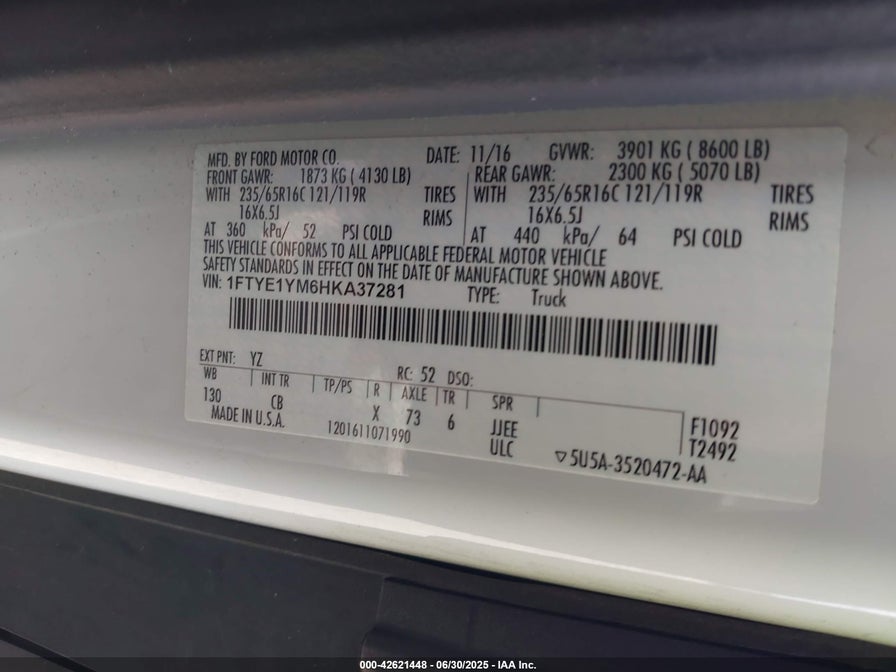 MFD. BY FORD MOTOR CO. DATE: 11/16 GVWR: 3901 KG ( 8600 LB)
FRONT GAWR: 1873 KG ( 4130 LB) REAR GAWR: 2300 KG ( 5070 LB)
WITH 235/65R16C 121/119R TIRES WITH 235/65R16C 121/119R TIRES
16X6.5J RIMS 16X6.5J RIMS
AT 360 kPa/ 52 PSI COLD AT 440 kPa/ 64 PSI COLD
THIS VEHICLE CONFORMS TO ALL APPLICABLE FEDERAL MOTOR VEHICLE
SAFETY STANDARDS IN EFFECT ON THE DATE OF MANUFACTURE SHOWN ABOVE.
VIN: 1FTYE1YM6HKA37281 TYPE: Truck
EXT PNT: YZ RC: 52 DSO:
WB INT TR TP/PS R AXLE TR SPR
130 CB X 73 6 JJEE F1092
MADE IN U.S.A. 1201611071990 ULC T2492
▽5U5A-3520472-AA
000-42621448 - 06/30/2025 - IAA Inc.